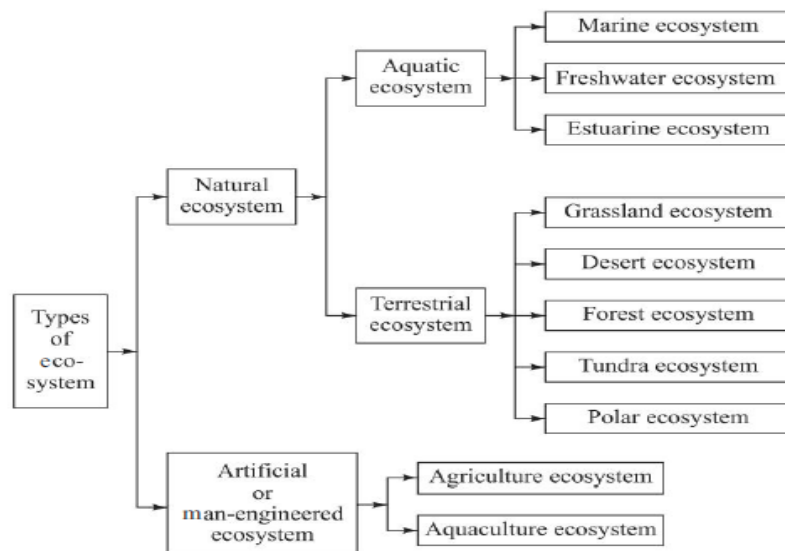 Types
of
eco-
system
Natural
ecosystem
Aquatic
ecosystem
Marine ecosystem
Freshwater ecosystem
Estuarine ecosystem
Terrestrial
ecosystem
Grassland ecosystem
Desert ecosystem
Forest ecosystem
Tundra ecosystem
Polar ecosystem
Artificial
or
man-engineered
ecosystem
Agriculture ecosystem
Aquaculture ecosystem